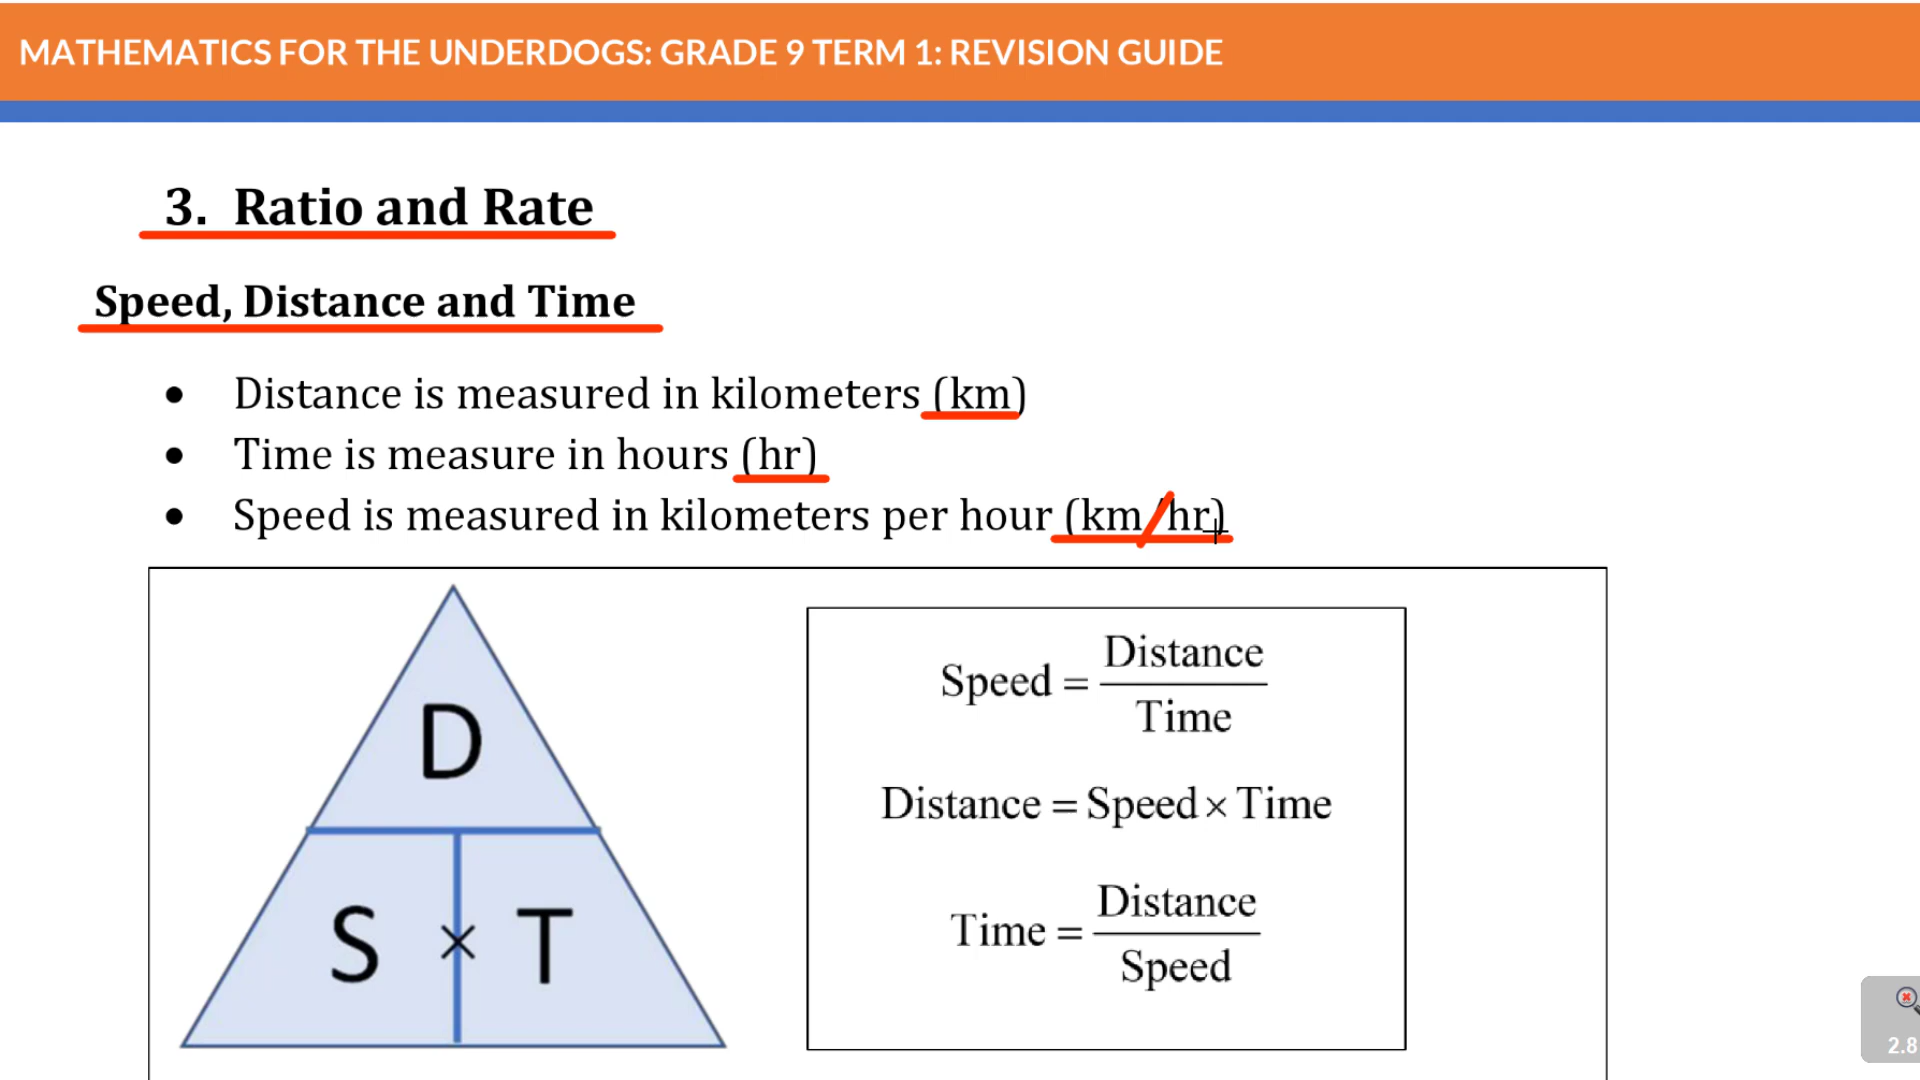 MATHEMATICS FOR THE UNDERDOGS: GRADE 9 TERM 1: REVISION GUIDE
3. Ratio and Rate
Speed, Distance and Time
• Distance is measured in kilometers (km)
• Time is measure in hours (hr)
• Speed is measured in kilometers per hour (km/hr)
D
S × T
Speed = Distance / Time
Distance = Speed × Time
Time = Distance / Speed
2.8